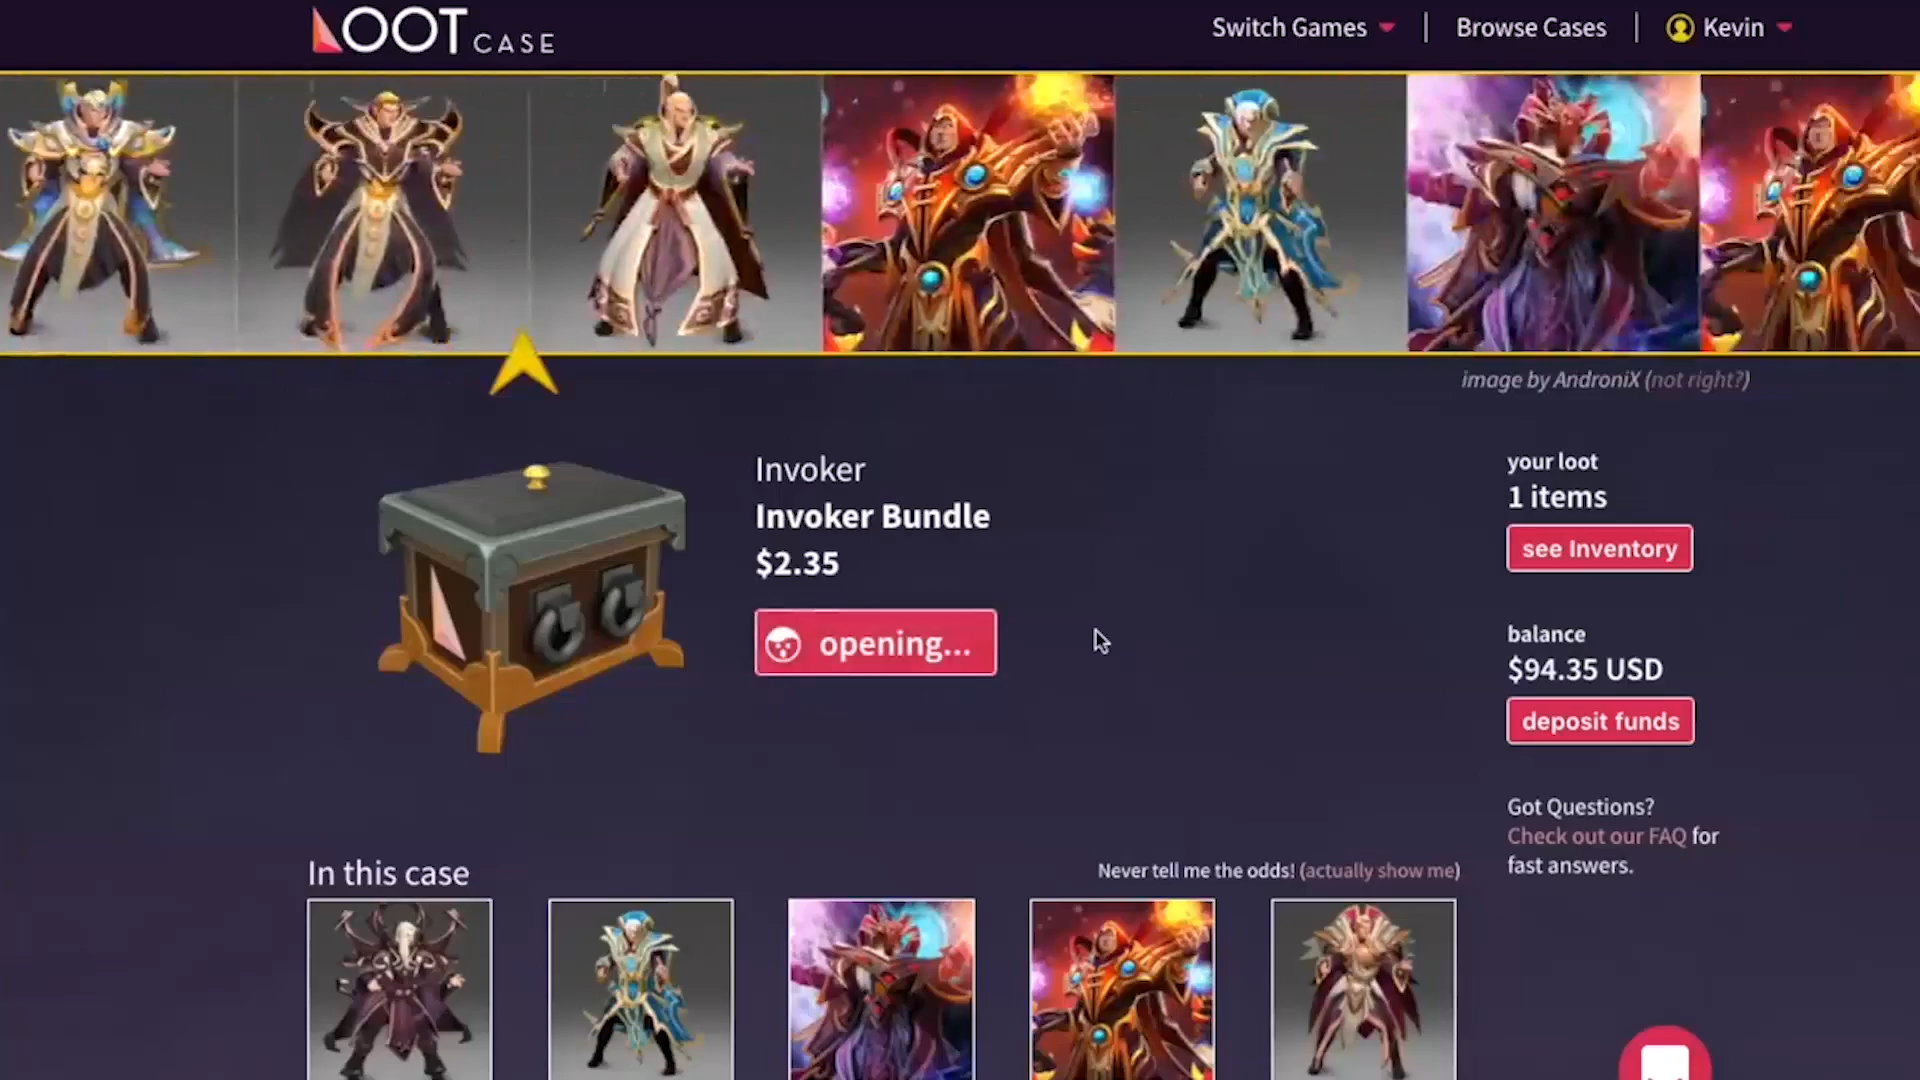 LOOT CASE
Switch Games
Browse Cases
Kevin
image by AndroniX (not right?)
Invoker
Invoker Bundle
$2.35
opening...
your loot
1 items
see Inventory
balance
$94.35 USD
deposit funds
Got Questions?
Check out our FAQ for
fast answers.
In this case
Never tell me the odds! (actually show me)